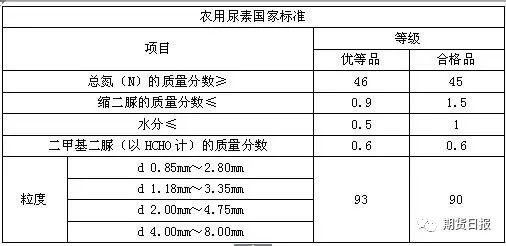 农用尿素国家标准
项目 等级
优等品 合格品
总氮（N）的质量分数≥ 46 45
缩二脲的质量分数≤ 0.9 1.5
水分≤ 0.5 1
二甲基二脲（以HCHO计）的质量分数 0.6 0.6
粒度 d 0.85mm～2.80mm 93 90
d 1.18mm～3.35mm
d 2.00mm～4.75mm
d 4.00mm～8.00mm
期货日报